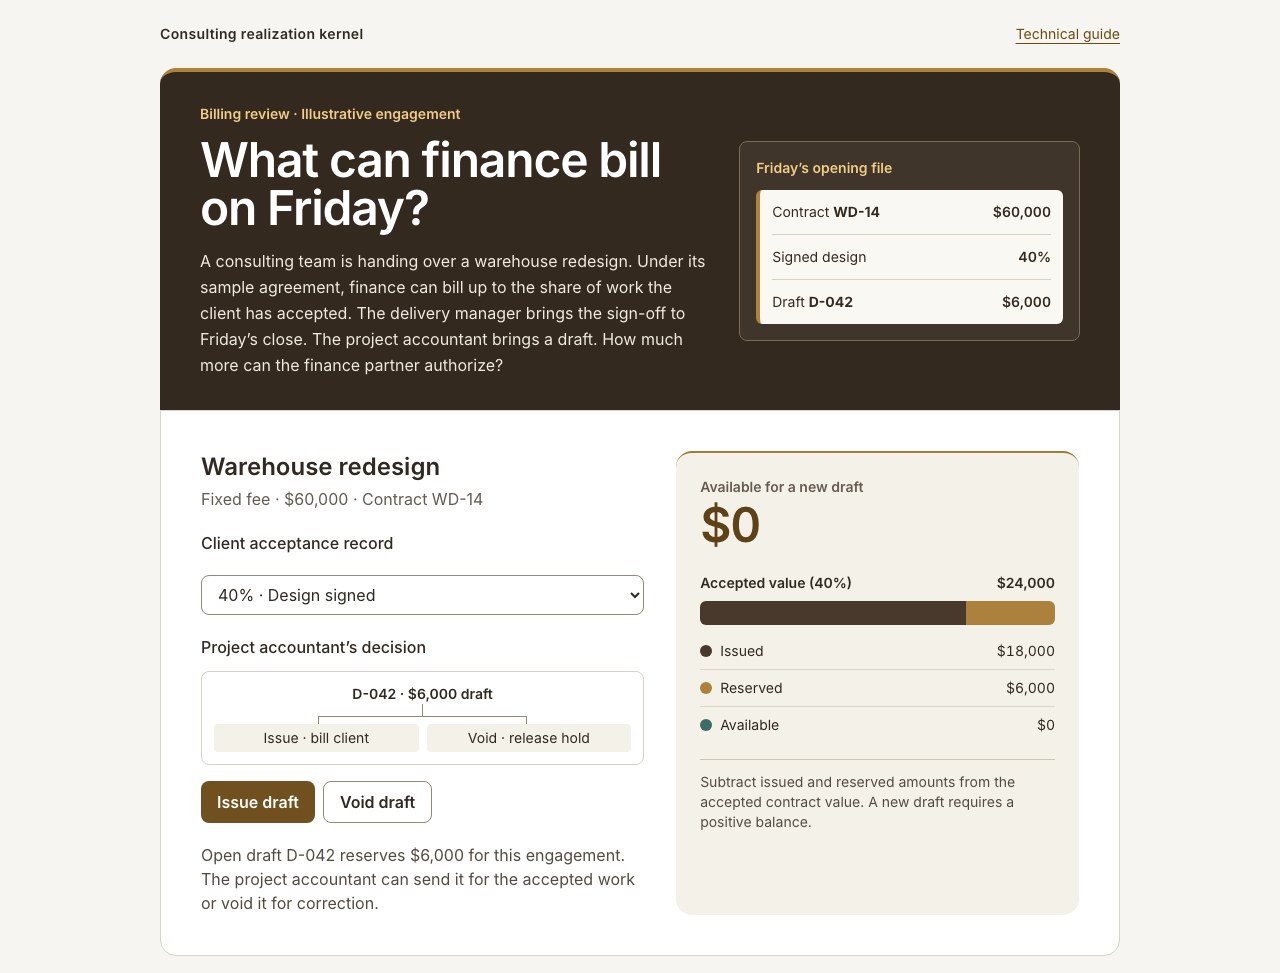 Consulting realization kernel
Technical guide
Billing review · Illustrative engagement
What can finance bill
on Friday?
A consulting team is handing over a warehouse redesign. Under its
sample agreement, finance can bill up to the share of work the
client has accepted. The delivery manager brings the sign-off to
Friday’s close. The project accountant brings a draft. How much
more can the finance partner authorize?
Friday’s opening file
Contract WD-14 $60,000
Signed design 40%
Draft D-042 $6,000
Warehouse redesign
Fixed fee · $60,000 · Contract WD-14
Client acceptance record
40% · Design signed
Project accountant’s decision
D-042 · $6,000 draft
Issue · bill client
Void · release hold
Issue draft
Void draft
Open draft D-042 reserves $6,000 for this engagement.
The project accountant can send it for the accepted work
or void it for correction.
Available for a new draft
$0
Accepted value (40%) $24,000
Issued $18,000
Reserved $6,000
Available $0
Subtract issued and reserved amounts from the
accepted contract value. A new draft requires a
positive balance.